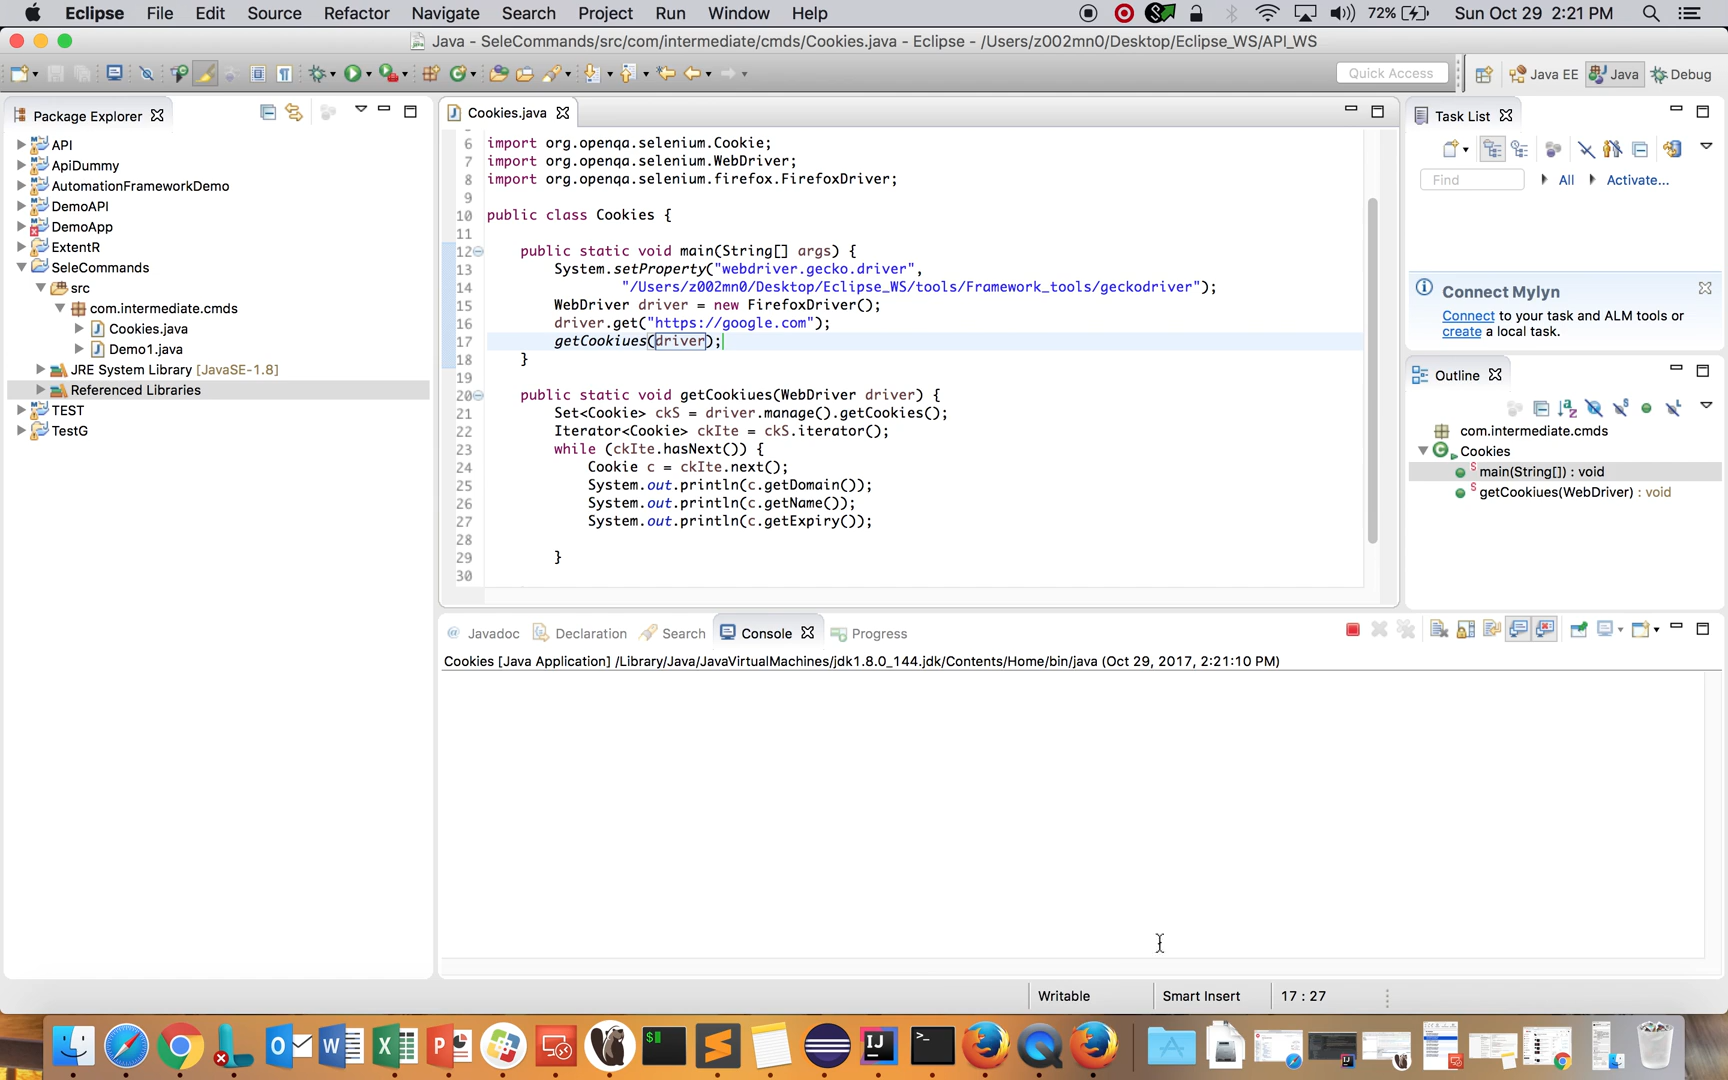 Eclipse File Edit Source Refactor Navigate Search Project Run Window Help 72% Sun Oct 29 2:21 PM
Java - SeleCommands/src/com/intermediate/cmds/Cookies.java - Eclipse - /Users/z002mn0/Desktop/Eclipse_WS/API_WS
Quick Access Java EE Java Debug
Package Explorer
API
ApiDummy
AutomationFrameworkDemo
DemoAPI
DemoApp
ExtentR
SeleCommands
src
com.intermediate.cmds
Cookies.java
Demo1.java
JRE System Library [JavaSE-1.8]
Referenced Libraries
TEST
TestG
Cookies.java
6 import org.openqa.selenium.Cookie;
7 import org.openqa.selenium.WebDriver;
8 import org.openqa.selenium.firefox.FirefoxDriver;
9
10 public class Cookies {
11
12 public static void main(String[] args) {
13 System.setProperty("webdriver.gecko.driver",
14 "/Users/z002mn0/Desktop/Eclipse_WS/tools/Framework_tools/geckodriver");
15 WebDriver driver = new FirefoxDriver();
16 driver.get("https://google.com");
17 getCookiues(driver);
18 }
19
20 public static void getCookiues(WebDriver driver) {
21 Set<Cookie> ckS = driver.manage().getCookies();
22 Iterator<Cookie> ckIte = ckS.iterator();
23 while (ckIte.hasNext()) {
24 Cookie c = ckIte.next();
25 System.out.println(c.getDomain());
26 System.out.println(c.getName());
27 System.out.println(c.getExpiry());
28
29 }
30
Task List
Find All Activate...
Connect Mylyn
Connect to your task and ALM tools or
create a local task.
Outline
com.intermediate.cmds
Cookies
main(String[]) : void
getCookiues(WebDriver) : void
Javadoc Declaration Search Console Progress
Cookies [Java Application] /Library/Java/JavaVirtualMachines/jdk1.8.0_144.jdk/Contents/Home/bin/java (Oct 29, 2017, 2:21:10 PM)
Writable Smart Insert 17 : 27